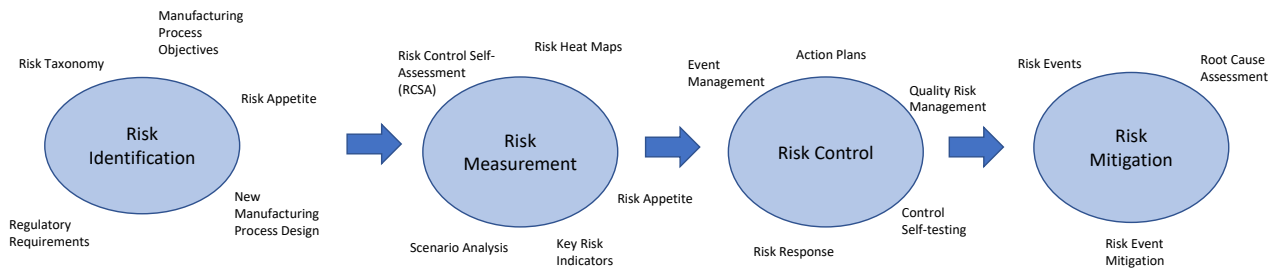 Manufacturing
Process
Objectives
Risk Taxonomy
Risk Appetite
Risk
Identification
New
Manufacturing
Process Design
Regulatory
Requirements
Risk Control Self-
Assessment
(RCSA)
Risk Heat Maps
Risk
Measurement
Risk Appetite
Scenario Analysis
Key Risk
Indicators
Event
Management
Action Plans
Quality Risk
Management
Risk Control
Control
Self-testing
Risk Response
Risk Events
Root Cause
Assessment
Risk
Mitigation
Risk Event
Mitigation